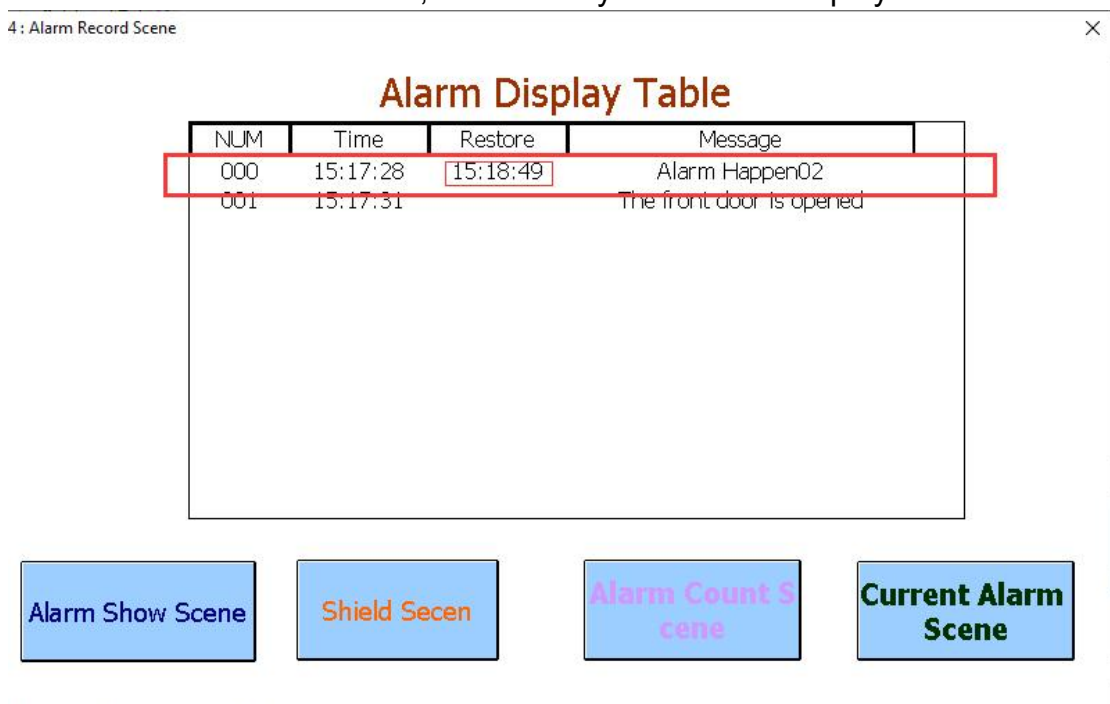 4 : Alarm Record Scene
Alarm Display Table
NUM Time Restore Message
000 15:17:28 15:18:49 Alarm Happen02
001 15:17:31 The front door is opened
Alarm Show Scene
Shield Secen
Alarm Count S
cene
Current Alarm
Scene